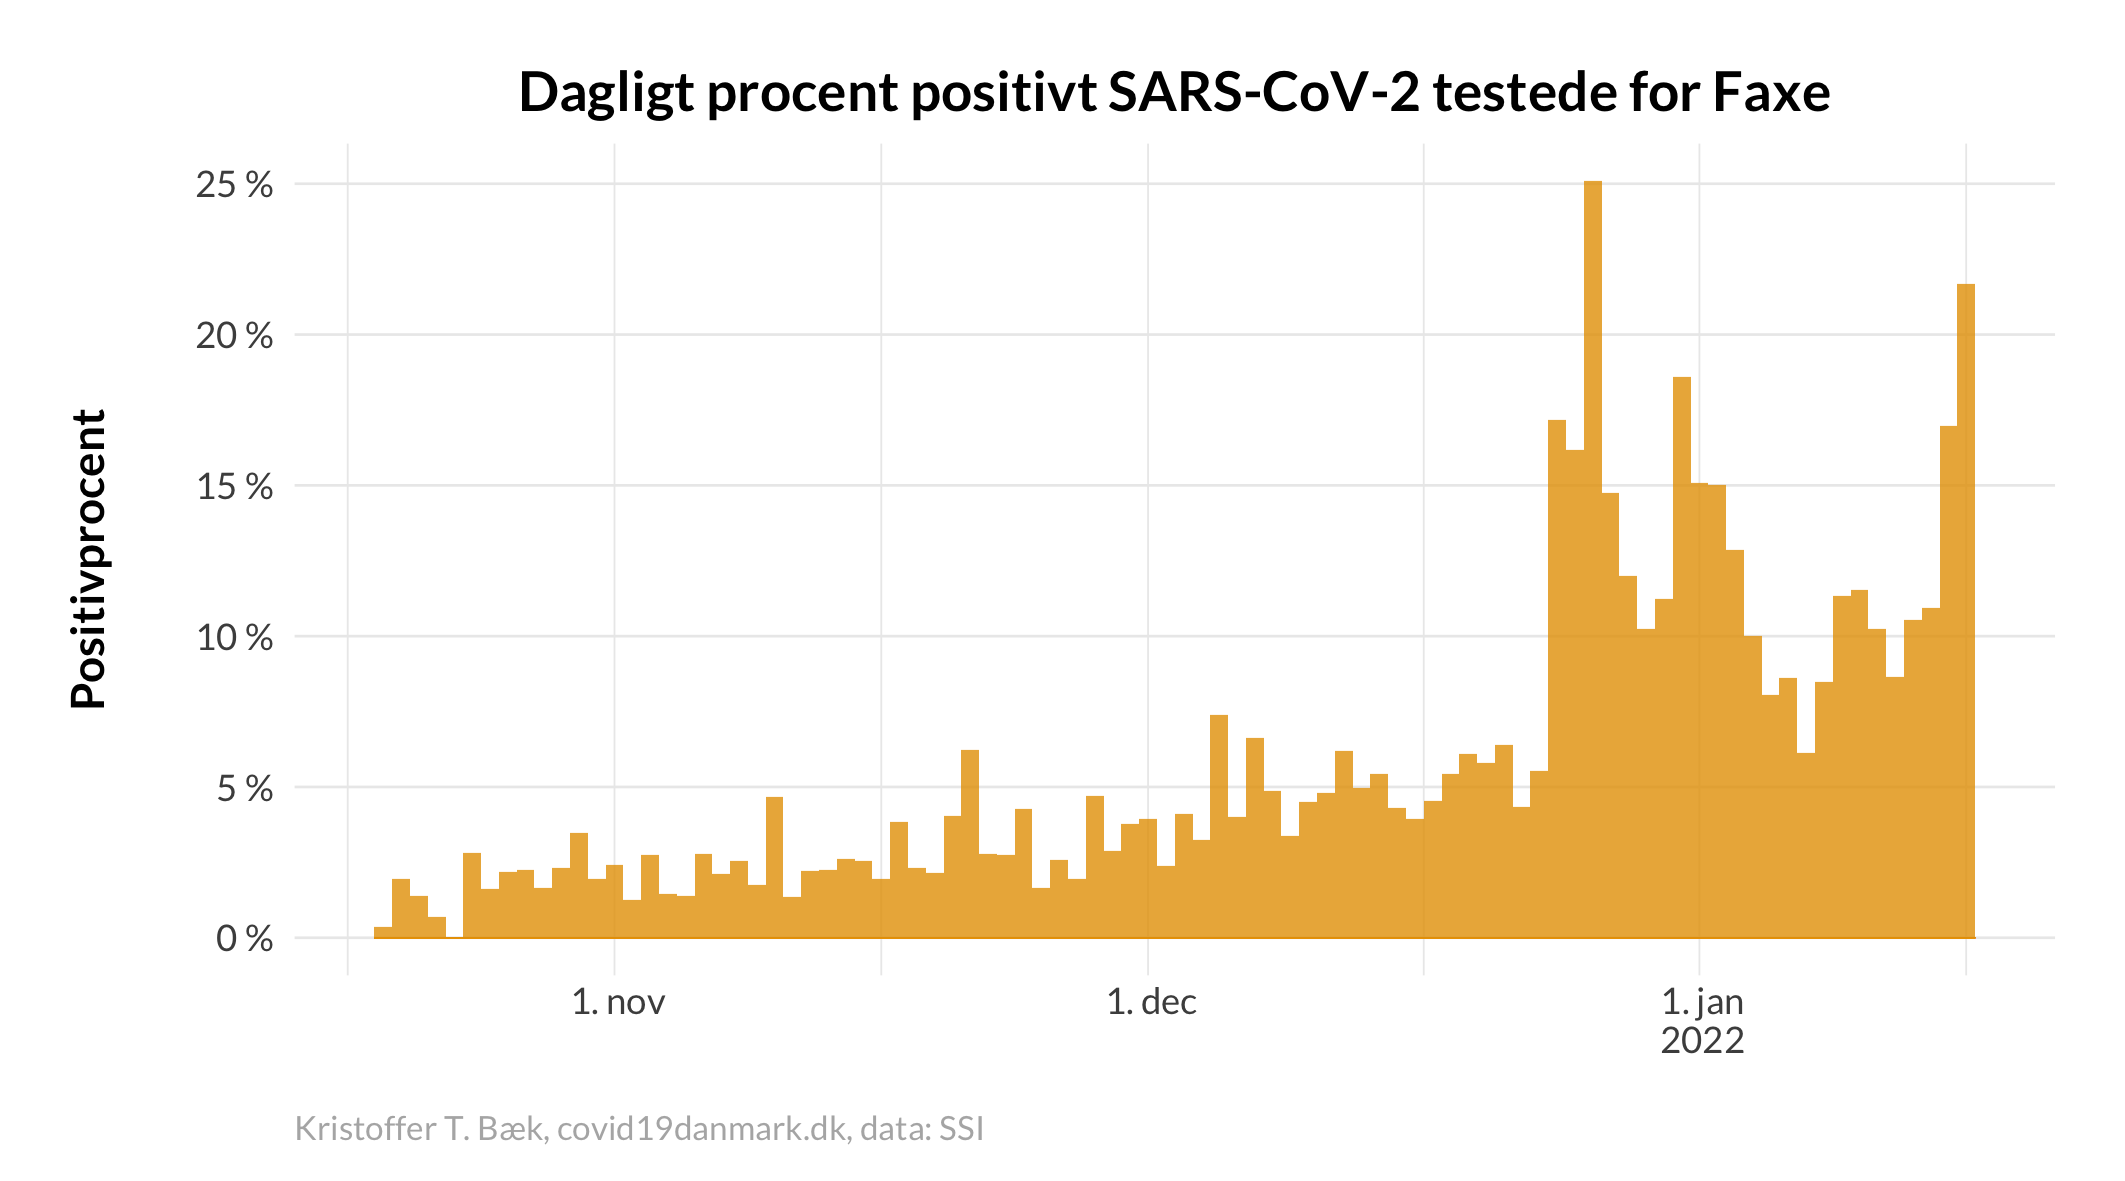 Dagligt procent positivt SARS-CoV-2 testede for Faxe
Positivprocent
25 %
20 %
15 %
10 %
5 %
0 %
1. nov
1. dec
1. jan
2022
Kristoffer T. Bæk, covid19danmark.dk, data: SSI